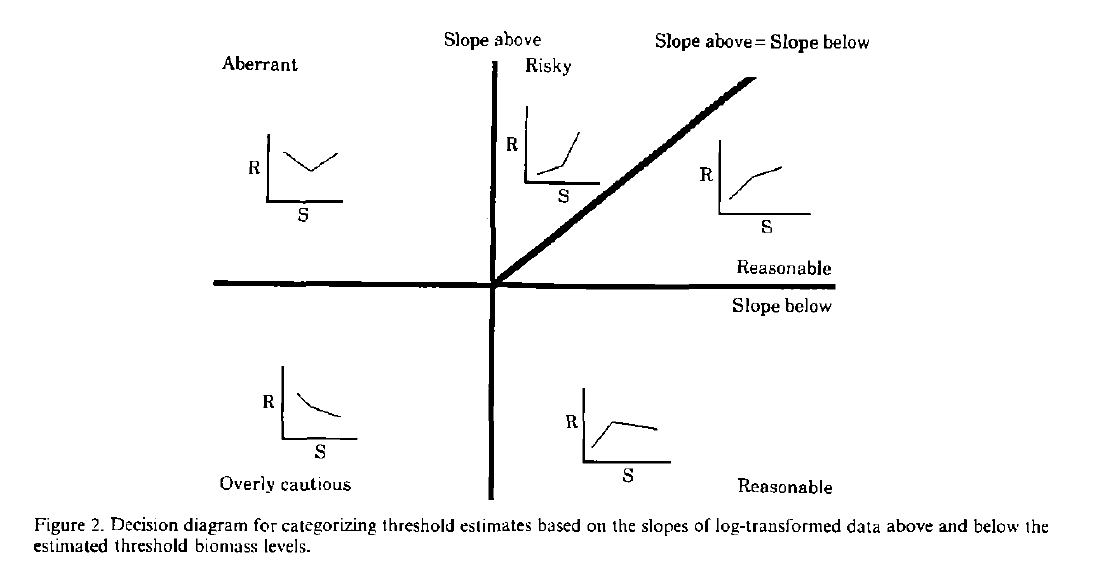 Slope above
Slope above = Slope below
Aberrant
Risky
R
S
R
S
R
S
Reasonable
Slope below
R
S
R
S
Overly cautious
Reasonable
Figure 2. Decision diagram for categorizing threshold estimates based on the slopes of log-transformed data above and below the
estimated threshold biomass levels.